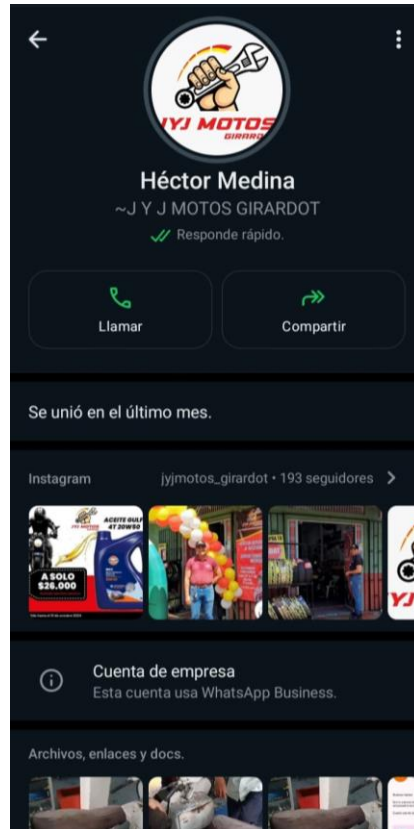 JYJ MOTOS
GIRARDOT
Héctor Medina
~J Y J MOTOS GIRARDOT
Responde rápido.
Llamar
Compartir
Se unió en el último mes.
Instagram
jyjmotos_girardot • 193 seguidores
ACEITE GULF
4T 20W50
A SOLO
$26.000
Cuenta de empresa
Esta cuenta usa WhatsApp Business.
Archivos, enlaces y docs.